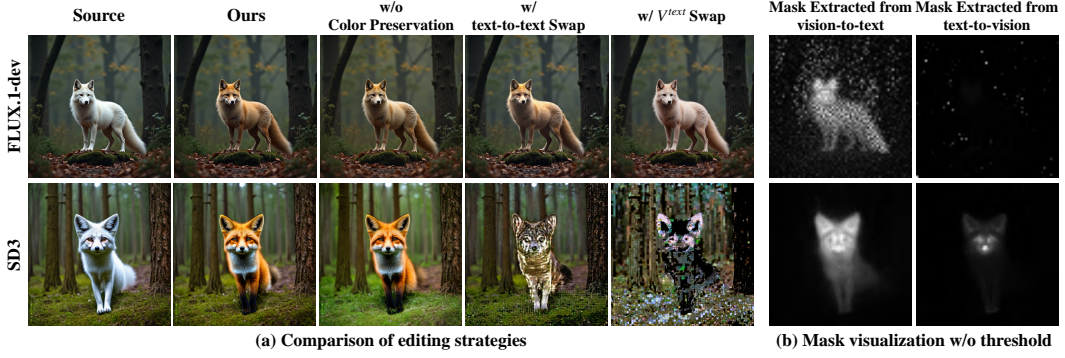 Source
Ours
w/o
Color Preservation
w/
text-to-text Swap
w/ V^text Swap
Mask Extracted from
vision-to-text
Mask Extracted from
text-to-vision
FLUX.1-dev
SD3
(a) Comparison of editing strategies
(b) Mask visualization w/o threshold